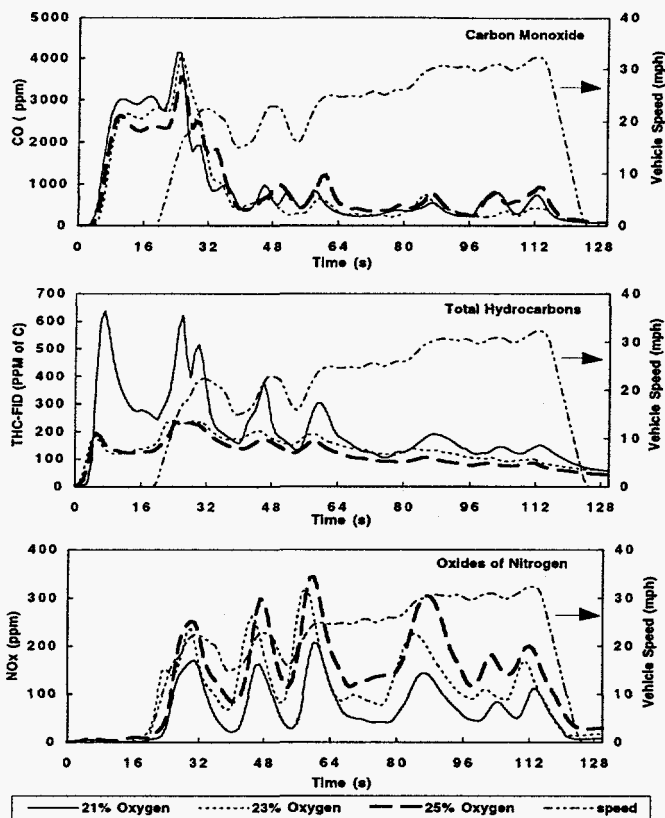 Carbon Monoxide
CO ( ppm)
5000
4000
3000
2000
1000
0
40
30
20
10
0
Vehicle Speed (mph)
0 16 32 48 64 80 96 112 128
Time (s)
Total Hydrocarbons
THC-FID (PPM of C)
700
600
500
400
300
200
100
0
40
30
20
10
0
Vehicle Speed (mph)
0 16 32 48 64 80 96 112 128
Time (s)
Oxides of Nitrogen
NOx (ppm)
400
300
200
100
0
40
30
20
10
0
Vehicle Speed (mph)
0 16 32 48 64 80 96 112 128
Time (s)
21% Oxygen 23% Oxygen 25% Oxygen speed